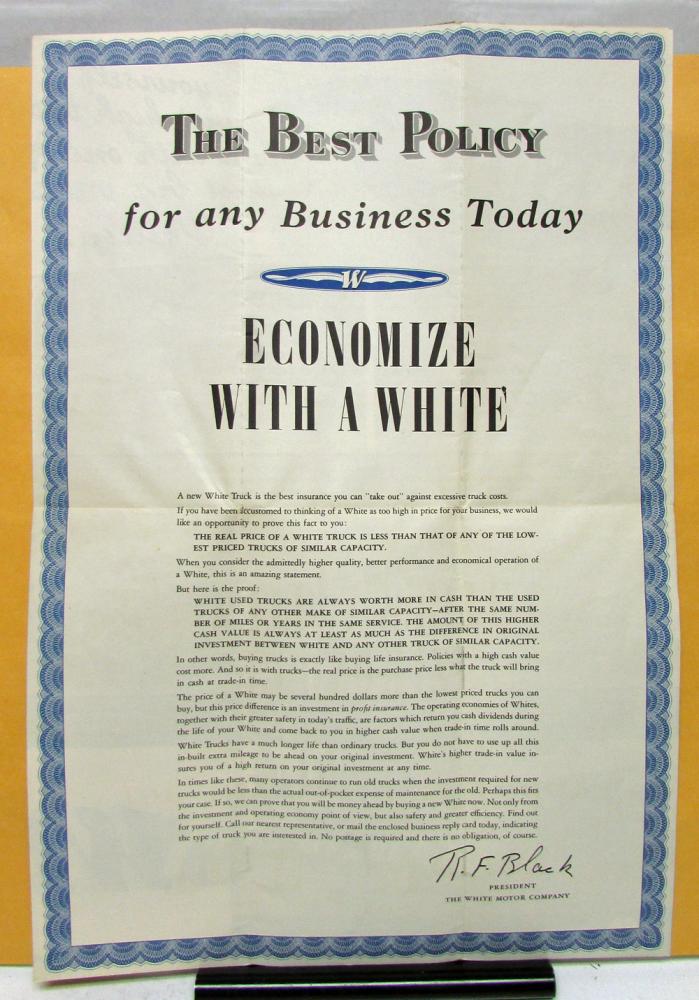 THE BEST POLICY
for any Business Today
W
ECONOMIZE
WITH A WHITE
A new White Truck is the best insurance you can "take out" against excessive truck costs.
If you have been accustomed to thinking of a White as too high in price for your business, we would
like an opportunity to prove this fact to you:
THE REAL PRICE OF A WHITE TRUCK IS LESS THAN THAT OF ANY OF THE LOW-
EST PRICED TRUCKS OF SIMILAR CAPACITY.
When you consider the admittedly higher quality, better performance and economical operation of
a White, this is an amazing statement.
But here is the proof:
WHITE USED TRUCKS ARE ALWAYS WORTH MORE IN CASH THAN THE USED
TRUCKS OF ANY OTHER MAKE OF SIMILAR CAPACITY—AFTER THE SAME NUM-
BER OF MILES OR YEARS IN THE SAME SERVICE. THE AMOUNT OF THIS HIGHER
CASH VALUE IS ALWAYS AT LEAST AS MUCH AS THE DIFFERENCE IN ORIGINAL
INVESTMENT BETWEEN WHITE AND ANY OTHER TRUCK OF SIMILAR CAPACITY.
In other words, buying trucks is exactly like buying life insurance. Policies with a high cash value
cost more. And so it is with trucks—the real price is the purchase price less what the truck will bring
in cash at trade-in time.
The price of a White may be several hundred dollars more than the lowest priced trucks you can
buy, but this price difference is an investment in profit insurance. The operating economies of Whites,
together with their greater safety in today's traffic, are factors which return you cash dividends during
the life of your White and come back to you in higher cash value when trade-in time rolls around.
White Trucks have a much longer life than ordinary trucks. But you do not have to use up all this
in-built extra mileage to be ahead on your original investment. White's higher trade-in value in-
sures you of a high return on your original investment at any time.
In times like these, many operators continue to run old trucks when the investment required for new
trucks would be less than the actual out-of-pocket expense of maintenance for the old. Perhaps this fits
your case. If so, we can prove that you will be money ahead by buying a new White now. Not only from
the investment and operating economy point of view, but also safety and greater efficiency. Find out
for yourself. Call our nearest representative, or mail the enclosed business reply card today, indicating
the type of truck you are interested in. No postage is required and there is no obligation, of course.
R. F. Black
PRESIDENT
THE WHITE MOTOR COMPANY